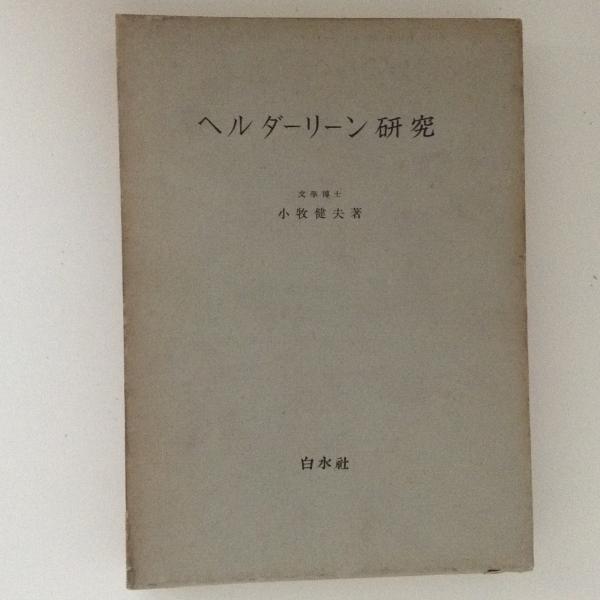 ヘルダーリーン研究
文學博士
小牧健夫著
白水社